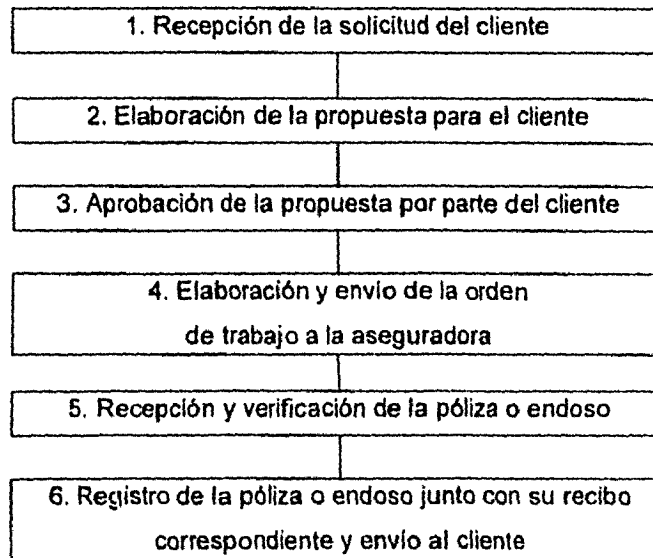 1. Recepción de la solicitud del cliente
2. Elaboración de la propuesta para el cliente
3. Aprobación de la propuesta por parte del cliente
4. Elaboración y envío de la orden
de trabajo a la aseguradora
5. Recepción y verificación de la póliza o endoso
6. Registro de la póliza o endoso junto con su recibo
correspondiente y envío al cliente